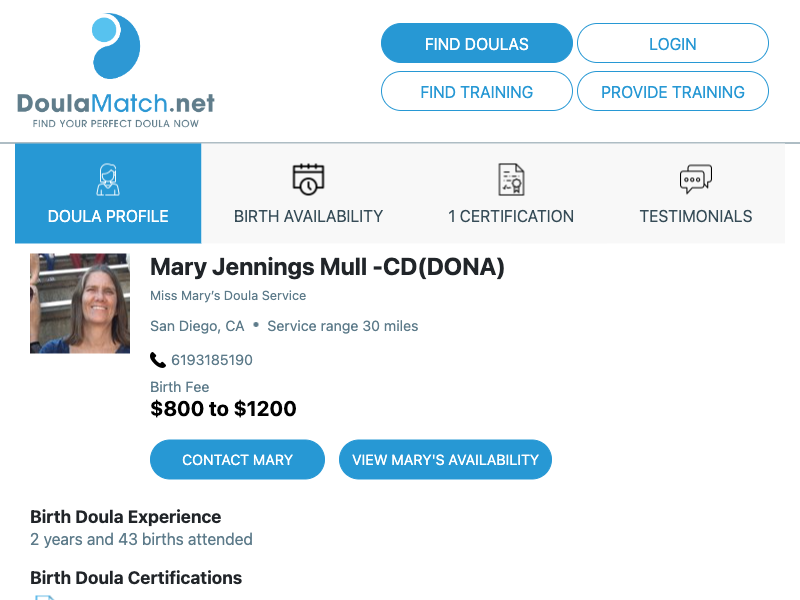 DoulaMatch.net
FIND YOUR PERFECT DOULA NOW
FIND DOULAS
LOGIN
FIND TRAINING
PROVIDE TRAINING
DOULA PROFILE
BIRTH AVAILABILITY
1 CERTIFICATION
TESTIMONIALS
Mary Jennings Mull -CD(DONA)
Miss Mary's Doula Service
San Diego, CA • Service range 30 miles
6193185190
Birth Fee
$800 to $1200
CONTACT MARY
VIEW MARY'S AVAILABILITY
Birth Doula Experience
2 years and 43 births attended
Birth Doula Certifications